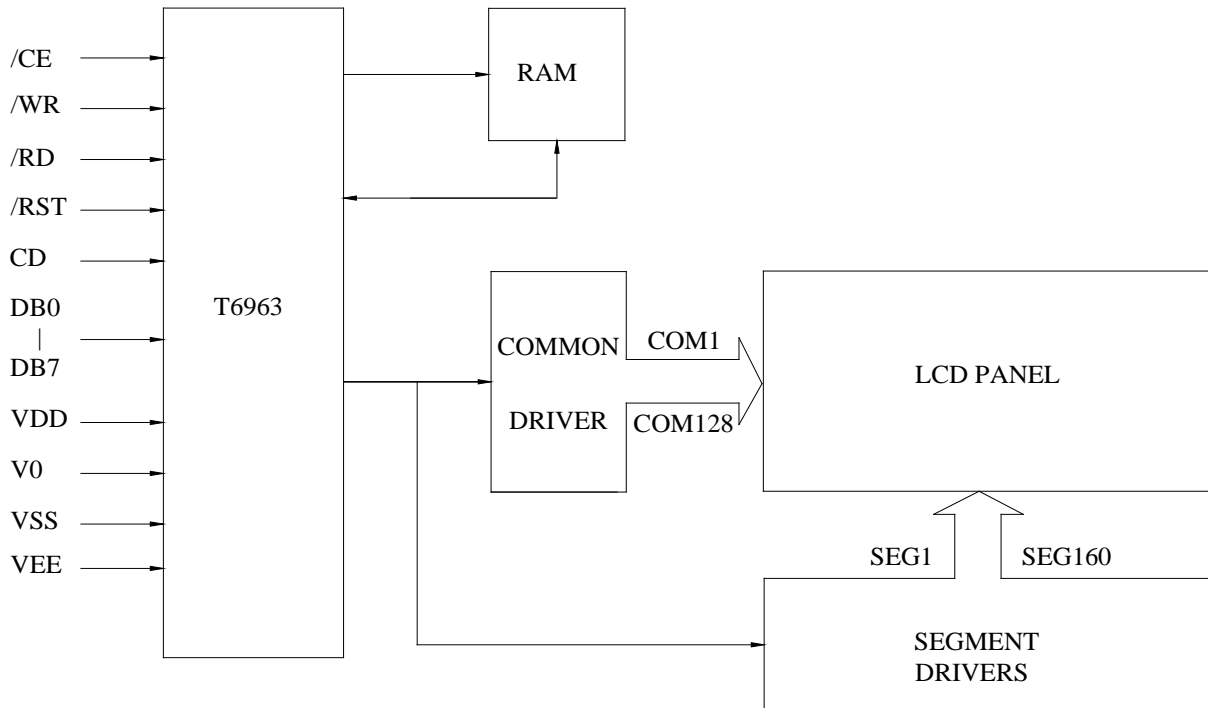 /CE
/WR
/RD
/RST
CD
DB0
|
DB7
VDD
V0
VSS
VEE
T6963
RAM
COMMON
DRIVER
COM1
COM128
LCD PANEL
SEG1
SEG160
SEGMENT
DRIVERS